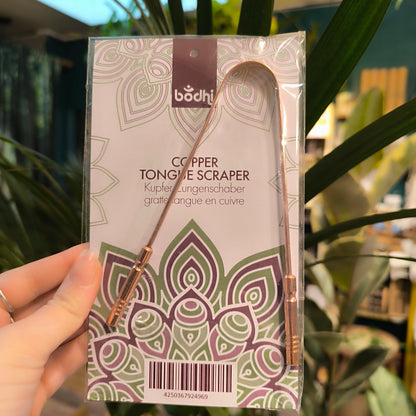 bodhi
COPPER
TONGUE SCRAPER
Kupfer Zungenschaber
gratte langue en cuivre
4250367924969